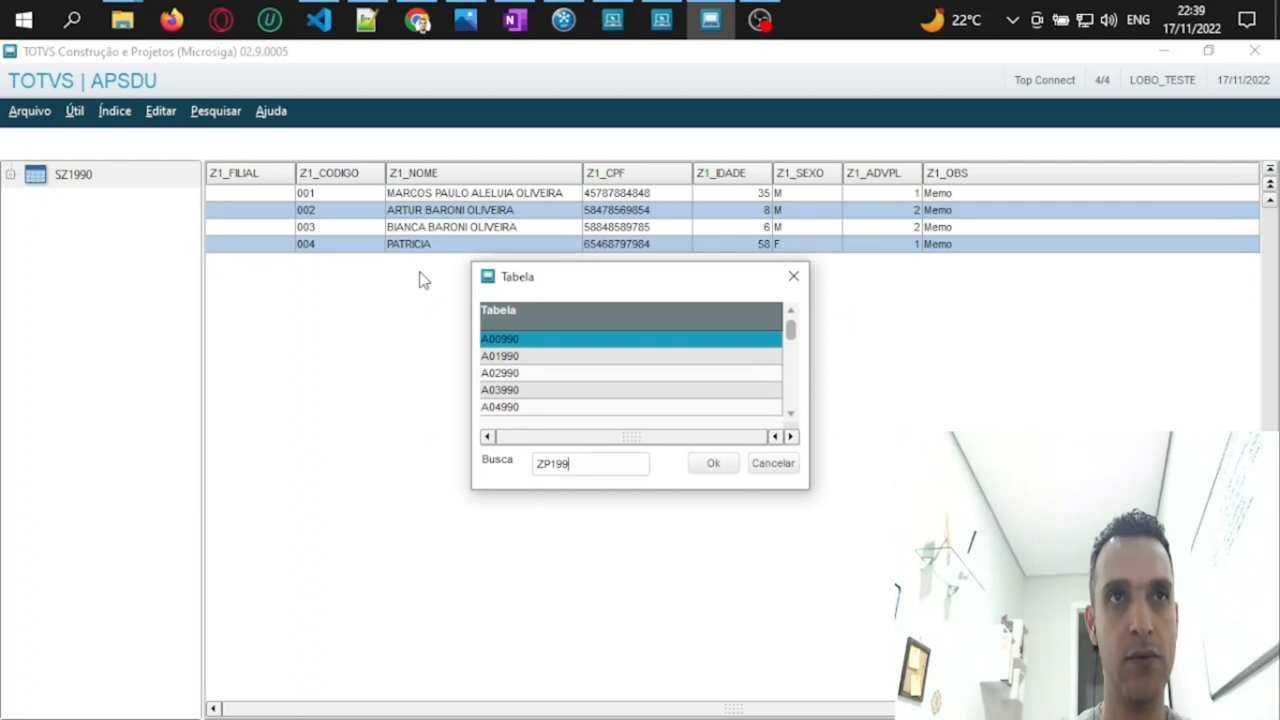 22°C
ENG
22:39
17/11/2022
TOTVS Construção e Projetos (Microsiga) 02.9.0005
TOTVS | APSDU
Top Connect 4/4 LOBO_TESTE 17/11/2022
Arquivo Útil Índice Editar Pesquisar Ajuda
SZ1990
Z1_FILIAL Z1_CODIGO Z1_NOME Z1_CPF Z1_IDADE Z1_SEXO Z1_ADVPL Z1_OBS
001 MARCOS PAULO ALELUIA OLIVEIRA 45787884848 35 M 1 Memo
002 ARTUR BARONI OLIVEIRA 58478569854 8 M 2 Memo
003 BIANCA BARONI OLIVEIRA 58848589785 6 M 2 Memo
004 PATRICIA 65468797984 58 F 1 Memo
Tabela
Tabela
A00990
A01990
A02990
A03990
A04990
Busca ZP199 Ok Cancelar